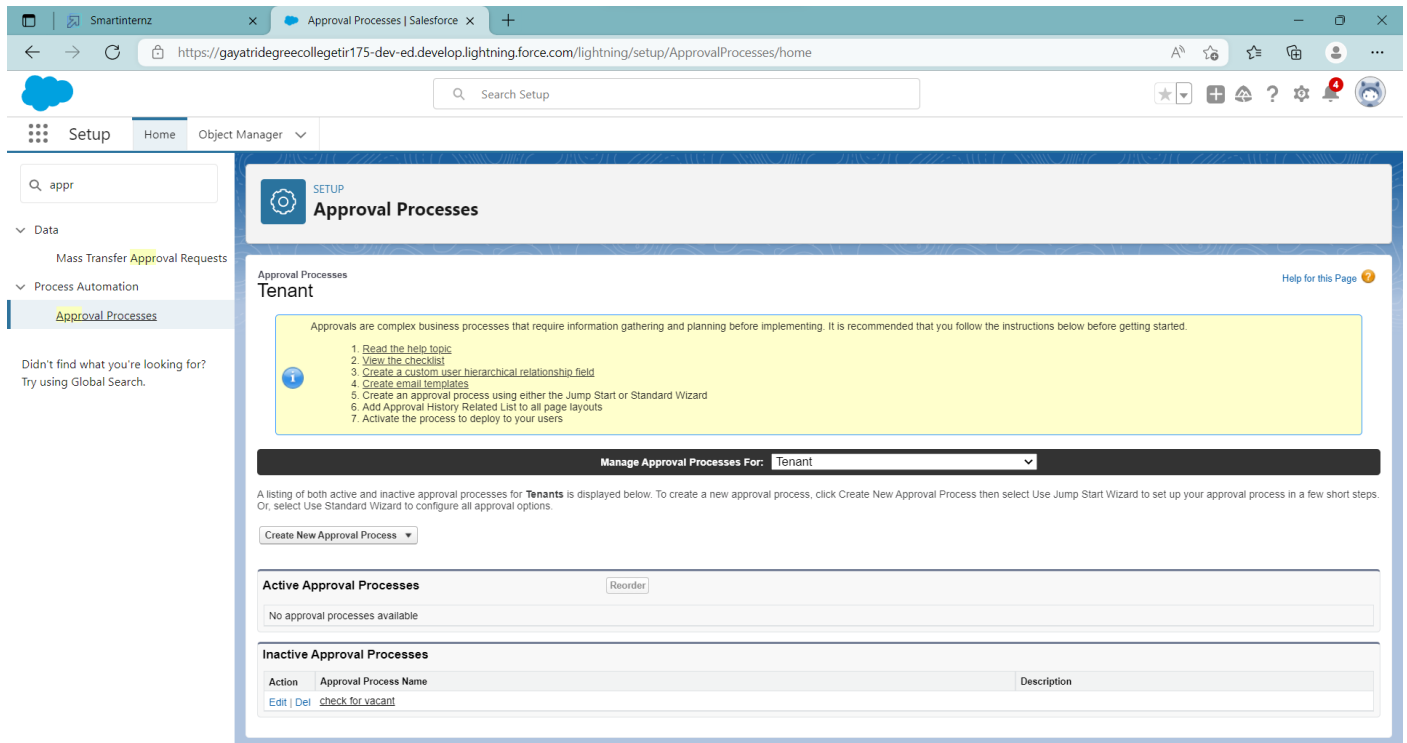 Smartinternz
Approval Processes | Salesforce
https://gayatridegreecollegetir175-dev-ed.develop.lightning.force.com/lightning/setup/ApprovalProcesses/home
Search Setup
4
Setup
Home
Object Manager
appr
Data
Mass Transfer Approval Requests
Process Automation
Approval Processes
Didn't find what you're looking for?
Try using Global Search.
SETUP
Approval Processes
Approval Processes
Tenant
Help for this Page
Approvals are complex business processes that require information gathering and planning before implementing. It is recommended that you follow the instructions below before getting started.
1. Read the help topic
2. View the checklist
3. Create a custom user hierarchical relationship field
4. Create email templates
5. Create an approval process using either the Jump Start or Standard Wizard
6. Add Approval History Related List to all page layouts
7. Activate the process to deploy to your users
Manage Approval Processes For: Tenant
A listing of both active and inactive approval processes for Tenants is displayed below. To create a new approval process, click Create New Approval Process then select Use Jump Start Wizard to set up your approval process in a few short steps.
Or, select Use Standard Wizard to configure all approval options.
Create New Approval Process
Active Approval Processes Reorder
No approval processes available
Inactive Approval Processes
Action Approval Process Name Description
Edit | Del check for vacant